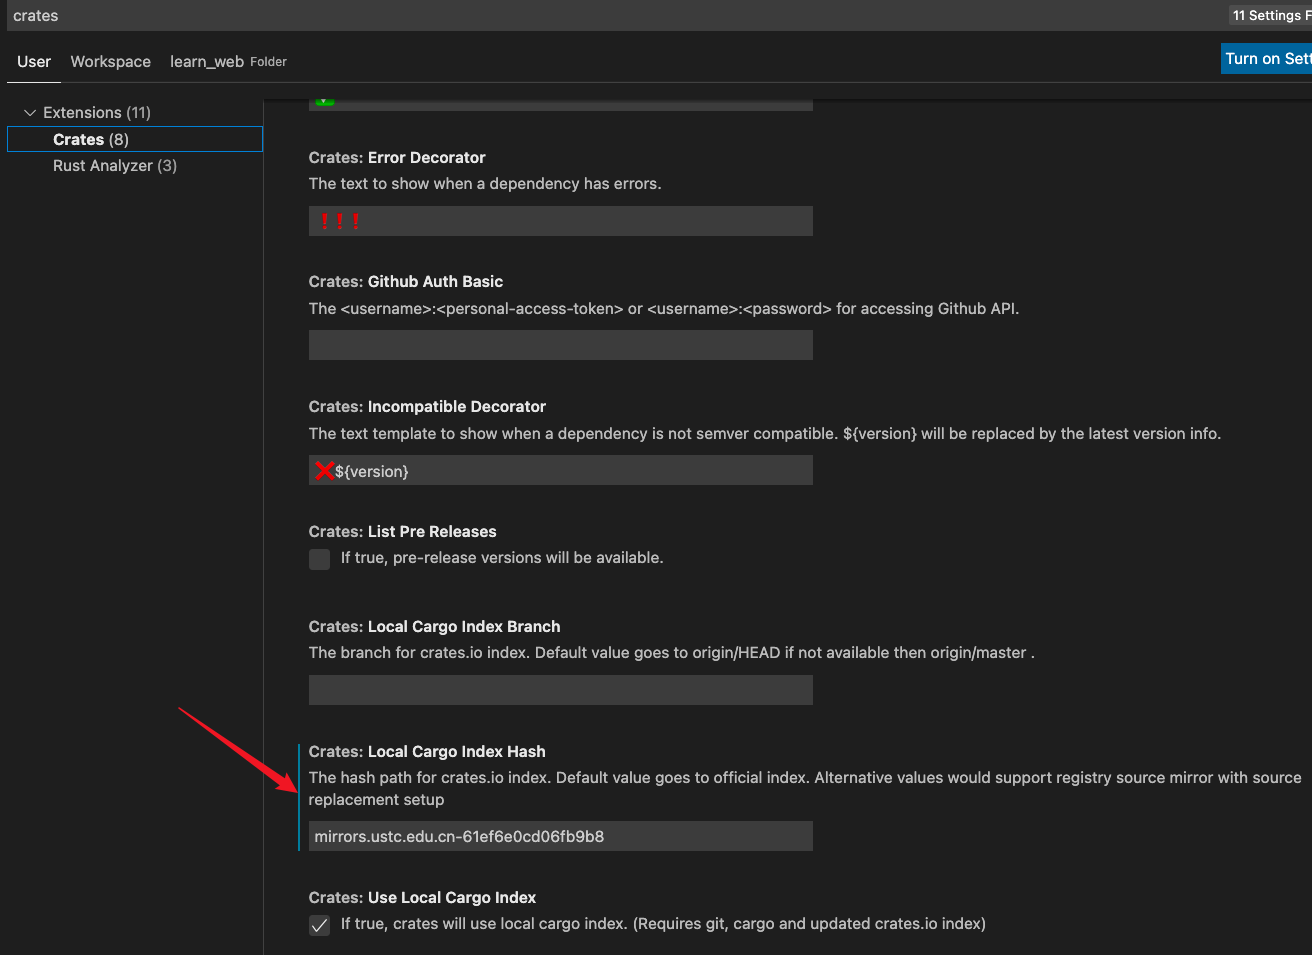 crates
11 Settings F
User Workspace learn_web Folder
Turn on Sett
Extensions (11)
Crates (8)
Rust Analyzer (3)
Crates: Error Decorator
The text to show when a dependency has errors.
❗❗❗
Crates: Github Auth Basic
The <username>:<personal-access-token> or <username>:<password> for accessing Github API.
Crates: Incompatible Decorator
The text template to show when a dependency is not semver compatible. ${version} will be replaced by the latest version info.
❌${version}
Crates: List Pre Releases
If true, pre-release versions will be available.
Crates: Local Cargo Index Branch
The branch for crates.io index. Default value goes to origin/HEAD if not available then origin/master .
Crates: Local Cargo Index Hash
The hash path for crates.io index. Default value goes to official index. Alternative values would support registry source mirror with source
replacement setup
mirrors.ustc.edu.cn-61ef6e0cd06fb9b8
Crates: Use Local Cargo Index
If true, crates will use local cargo index. (Requires git, cargo and updated crates.io index)